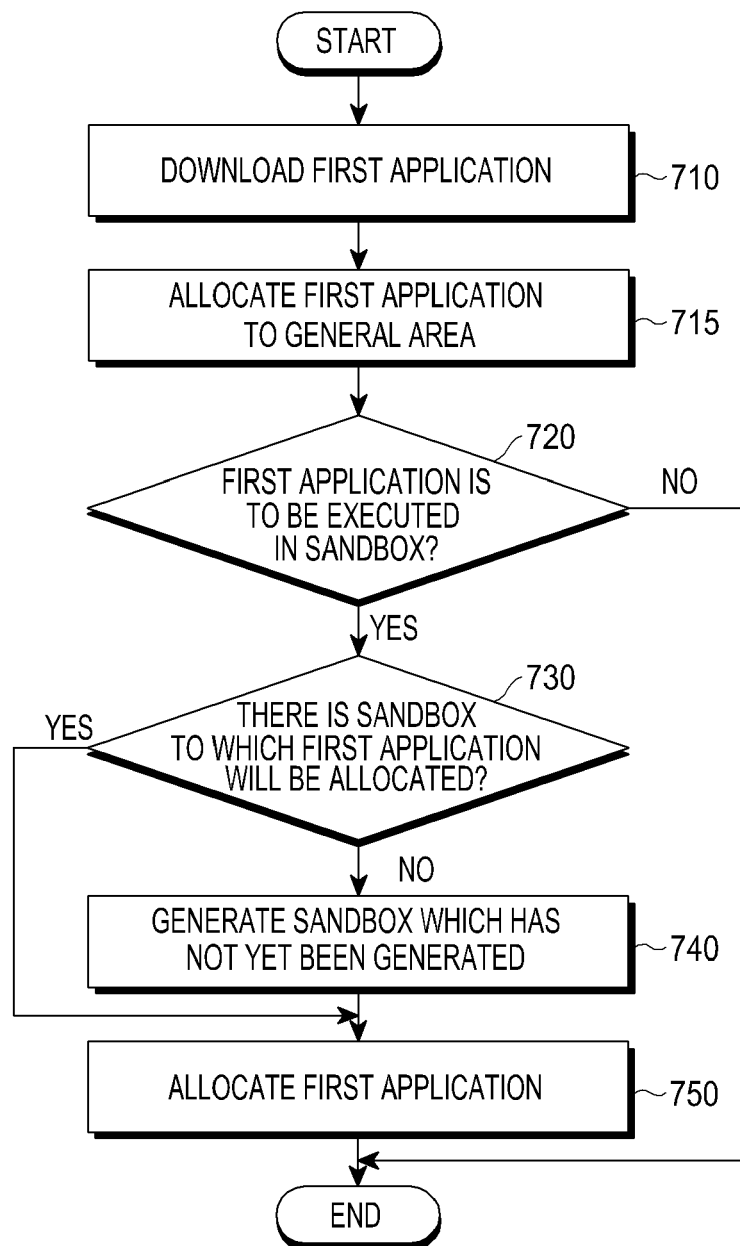 START
DOWNLOAD FIRST APPLICATION
710
ALLOCATE FIRST APPLICATION
TO GENERAL AREA
715
720
FIRST APPLICATION IS
TO BE EXECUTED
IN SANDBOX?
NO
YES
730
YES
THERE IS SANDBOX
TO WHICH FIRST APPLICATION
WILL BE ALLOCATED?
NO
GENERATE SANDBOX WHICH HAS
NOT YET BEEN GENERATED
740
ALLOCATE FIRST APPLICATION
750
END